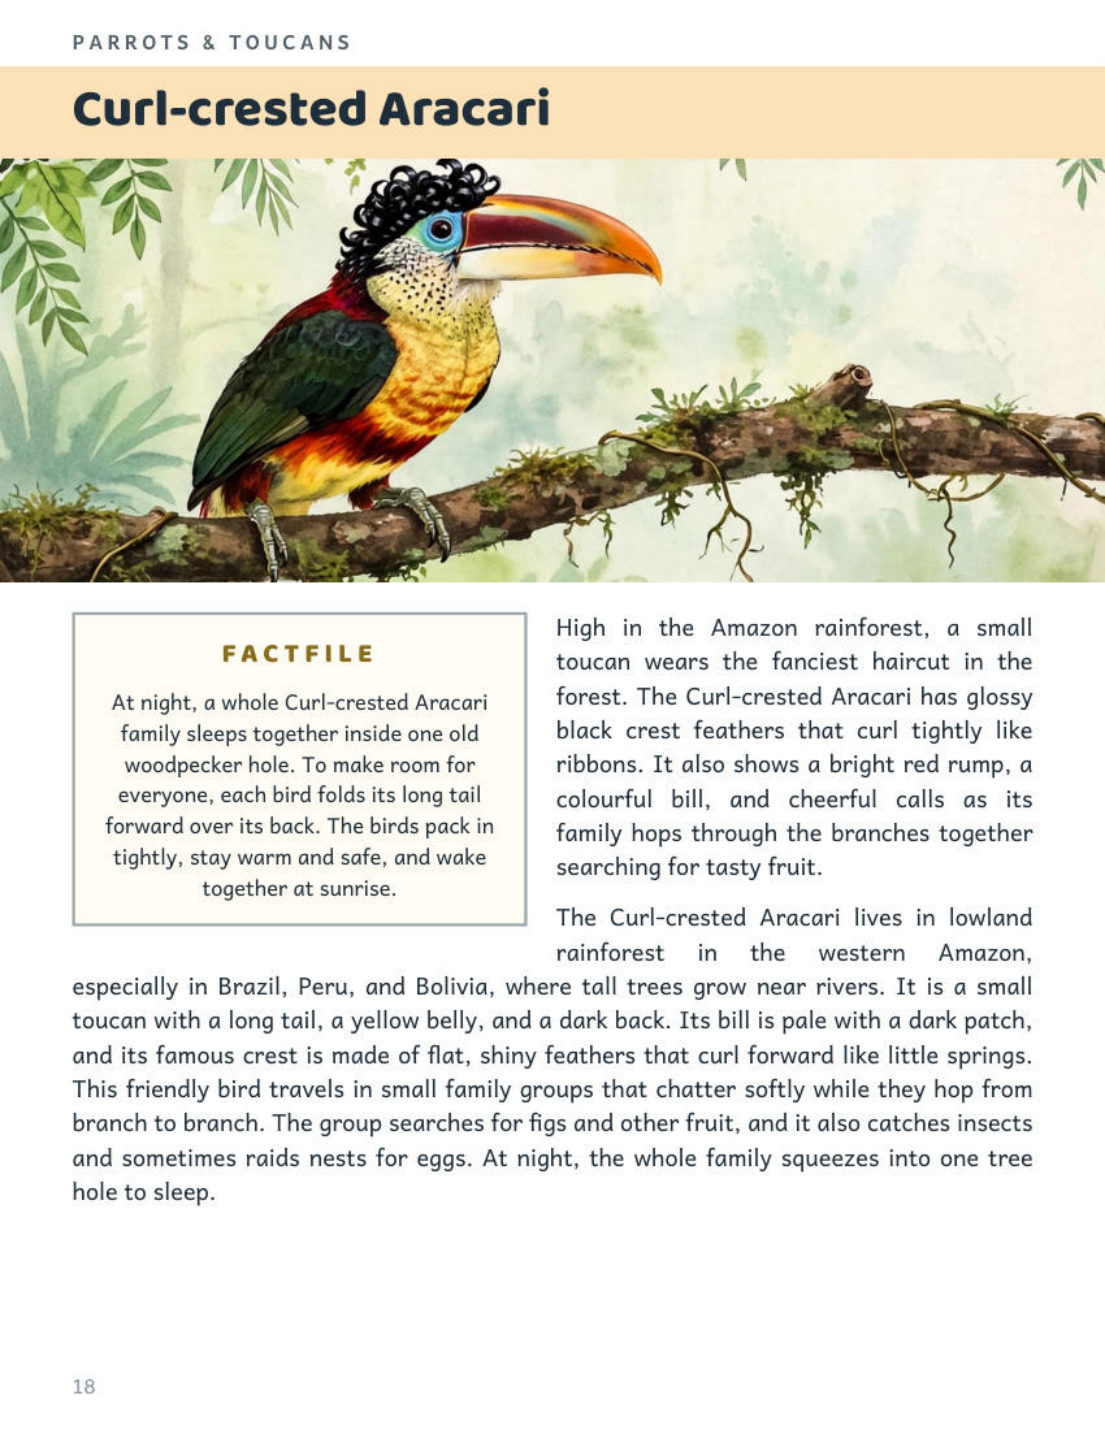 PARROTS & TOUCANS
Curl-crested Aracari
FACTFILE
At night, a whole Curl-crested Aracari
family sleeps together inside one old
woodpecker hole. To make room for
everyone, each bird folds its long tail
forward over its back. The birds pack in
tightly, stay warm and safe, and wake
together at sunrise.
High in the Amazon rainforest, a small
toucan wears the fanciest haircut in the
forest. The Curl-crested Aracari has glossy
black crest feathers that curl tightly like
ribbons. It also shows a bright red rump, a
colourful bill, and cheerful calls as its
family hops through the branches together
searching for tasty fruit.
The Curl-crested Aracari lives in lowland
rainforest in the western Amazon,
especially in Brazil, Peru, and Bolivia, where tall trees grow near rivers. It is a small
toucan with a long tail, a yellow belly, and a dark back. Its bill is pale with a dark patch,
and its famous crest is made of flat, shiny feathers that curl forward like little springs.
This friendly bird travels in small family groups that chatter softly while they hop from
branch to branch. The group searches for figs and other fruit, and it also catches insects
and sometimes raids nests for eggs. At night, the whole family squeezes into one tree
hole to sleep.
18